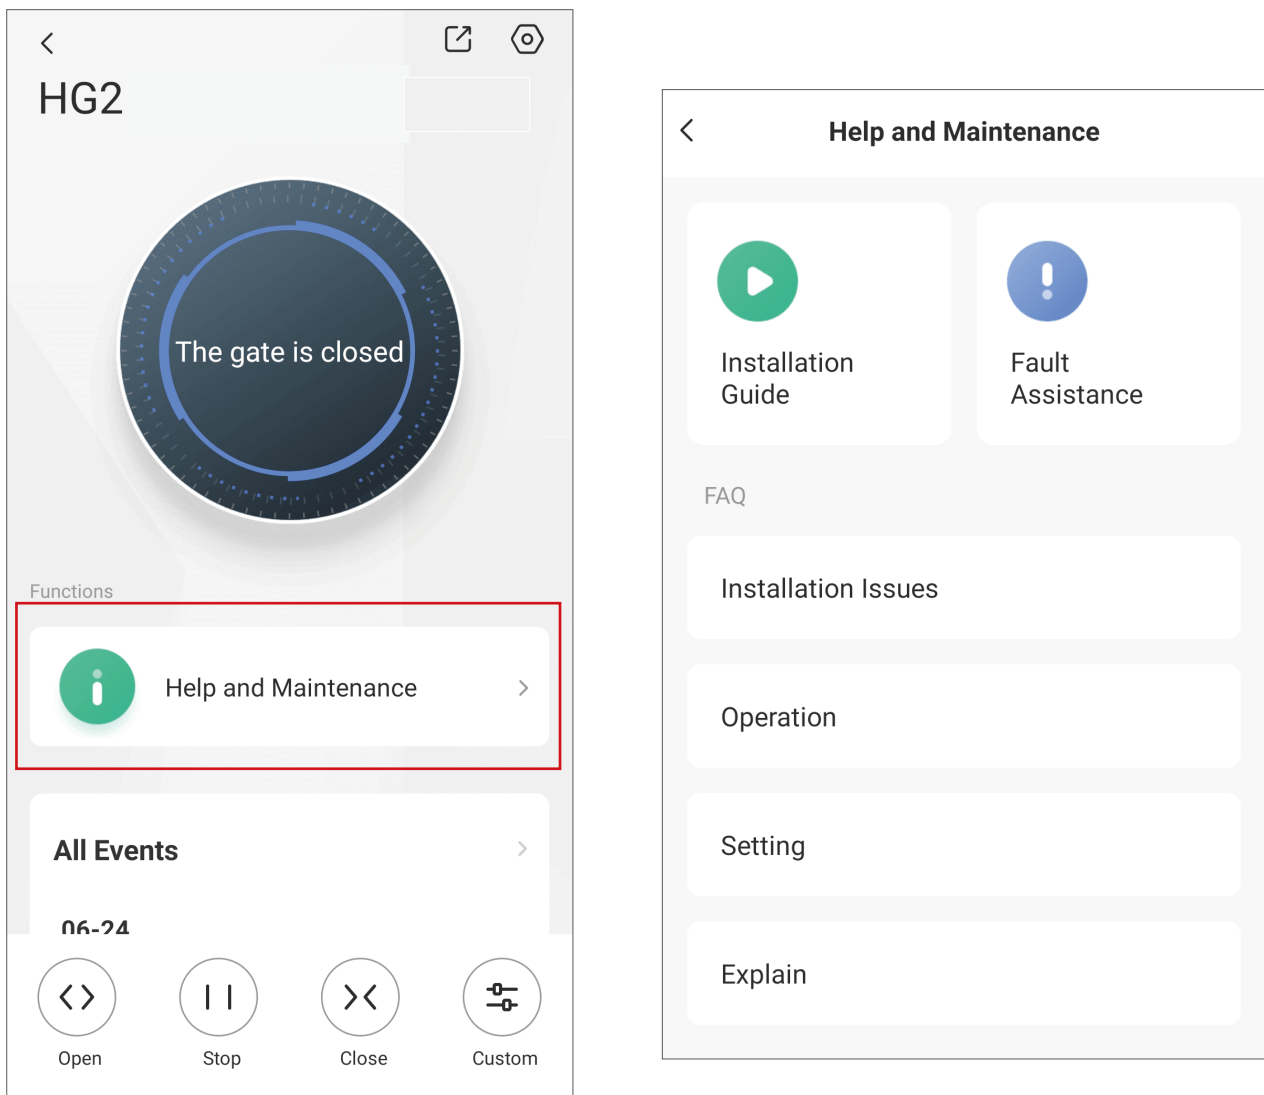 HG2
The gate is closed
Functions
Help and Maintenance
All Events
06-24
Open
Stop
Close
Custom
Help and Maintenance
Installation
Guide
Fault
Assistance
FAQ
Installation Issues
Operation
Setting
Explain